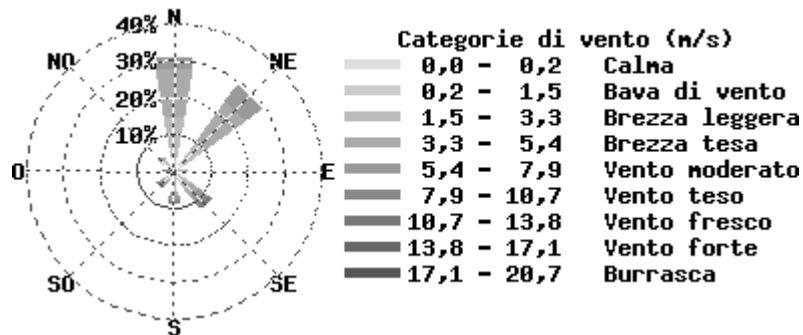 N
40%
NO
30%
NE
20%
10%
O
E
SO
SE
S
Categorie di vento (m/s)
0,0 - 0,2 Calma
0,2 - 1,5 Bava di vento
1,5 - 3,3 Brezza leggera
3,3 - 5,4 Brezza tesa
5,4 - 7,9 Vento moderato
7,9 - 10,7 Vento teso
10,7 - 13,8 Vento fresco
13,8 - 17,1 Vento forte
17,1 - 20,7 Burrasca